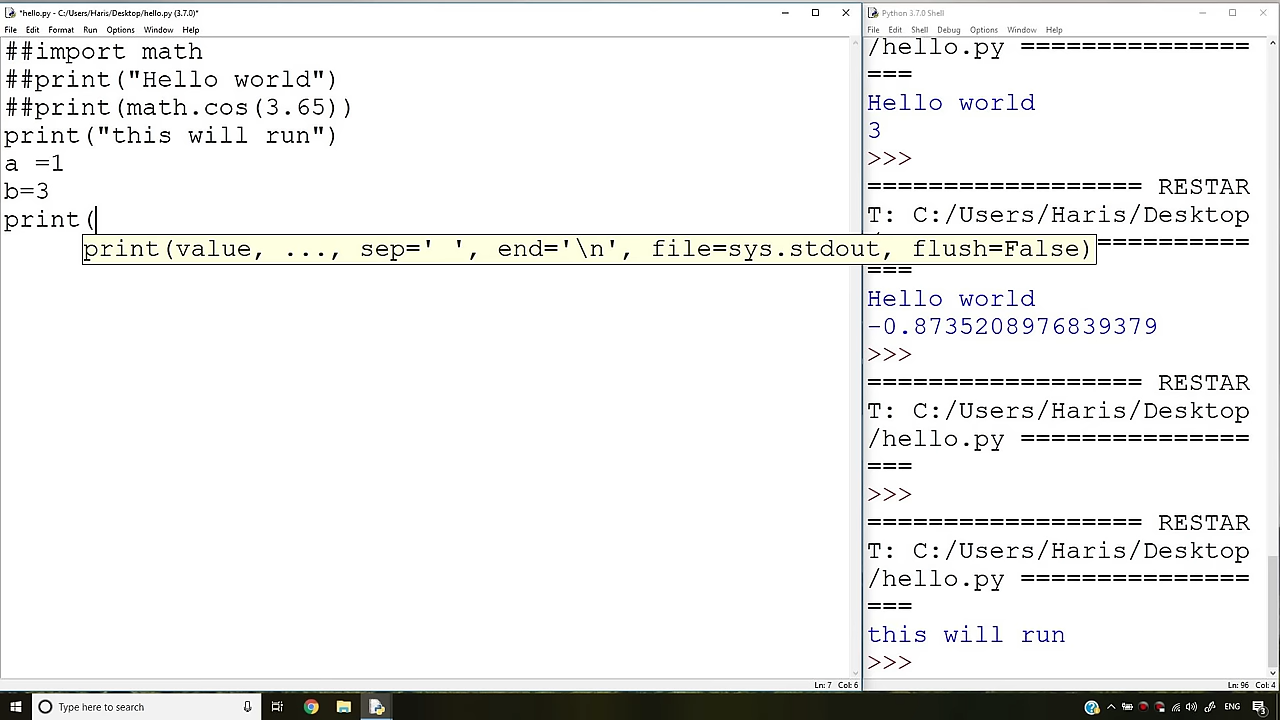 *hello.py - C:/Users/Haris/Desktop/hello.py (3.7.0)*
File Edit Format Run Options Window Help
##import math
##print("Hello world")
##print(math.cos(3.65))
print("this will run")
a =1
b=3
print(
print(value, ..., sep=' ', end='\n', file=sys.stdout, flush=False)
Ln: 7 Col: 6
Python 3.7.0 Shell
File Edit Shell Debug Options Window Help
/hello.py ===============
===
Hello world
3
>>>
================== RESTAR
T: C:/Users/Haris/Desktop
==========
===
Hello world
-0.8735208976839379
>>>
================== RESTAR
T: C:/Users/Haris/Desktop
/hello.py ===============
===
>>>
================== RESTAR
T: C:/Users/Haris/Desktop
/hello.py ===============
===
this will run
>>>
Ln: 96 Col: 4
Type here to search
ENG